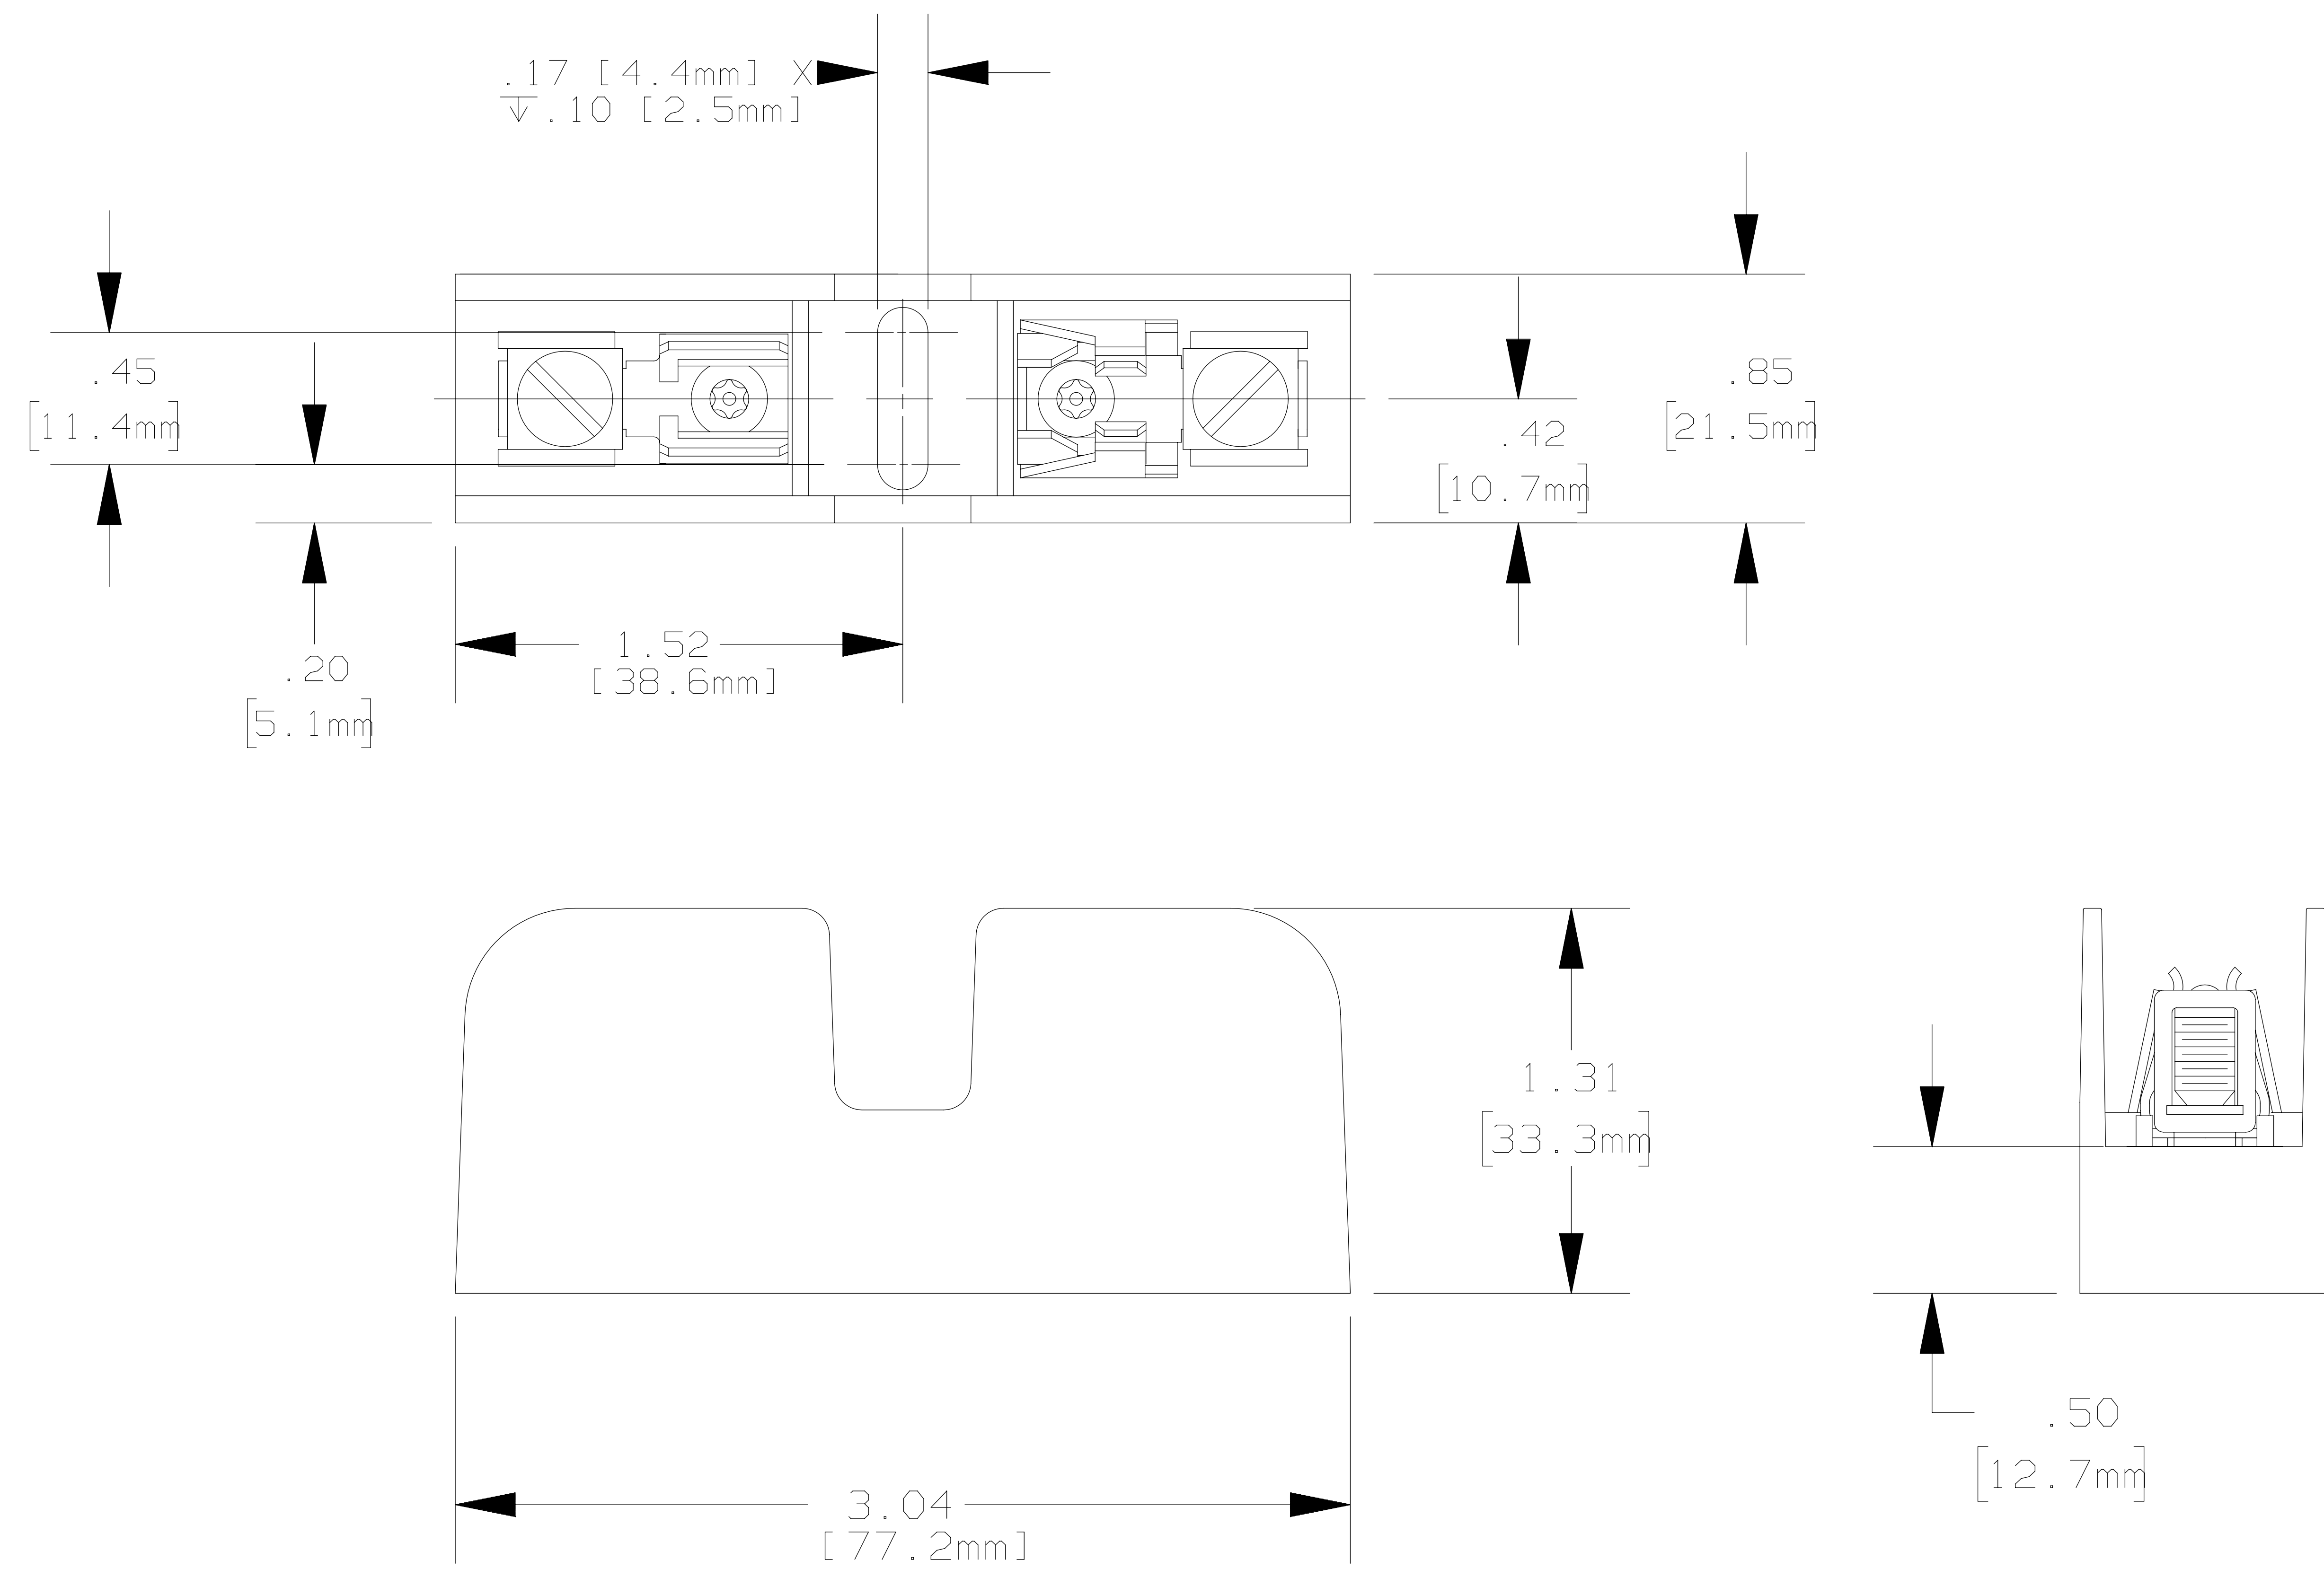 .17 [4.4mm] X
↧.10 [2.5mm]
.45
[11.4mm]
.85
[21.5mm]
.42
[10.7mm]
1.52
[38.6mm]
.20
[5.1mm]
1.31
[33.3mm]
.50
[12.7mm]
3.04
[77.2mm]